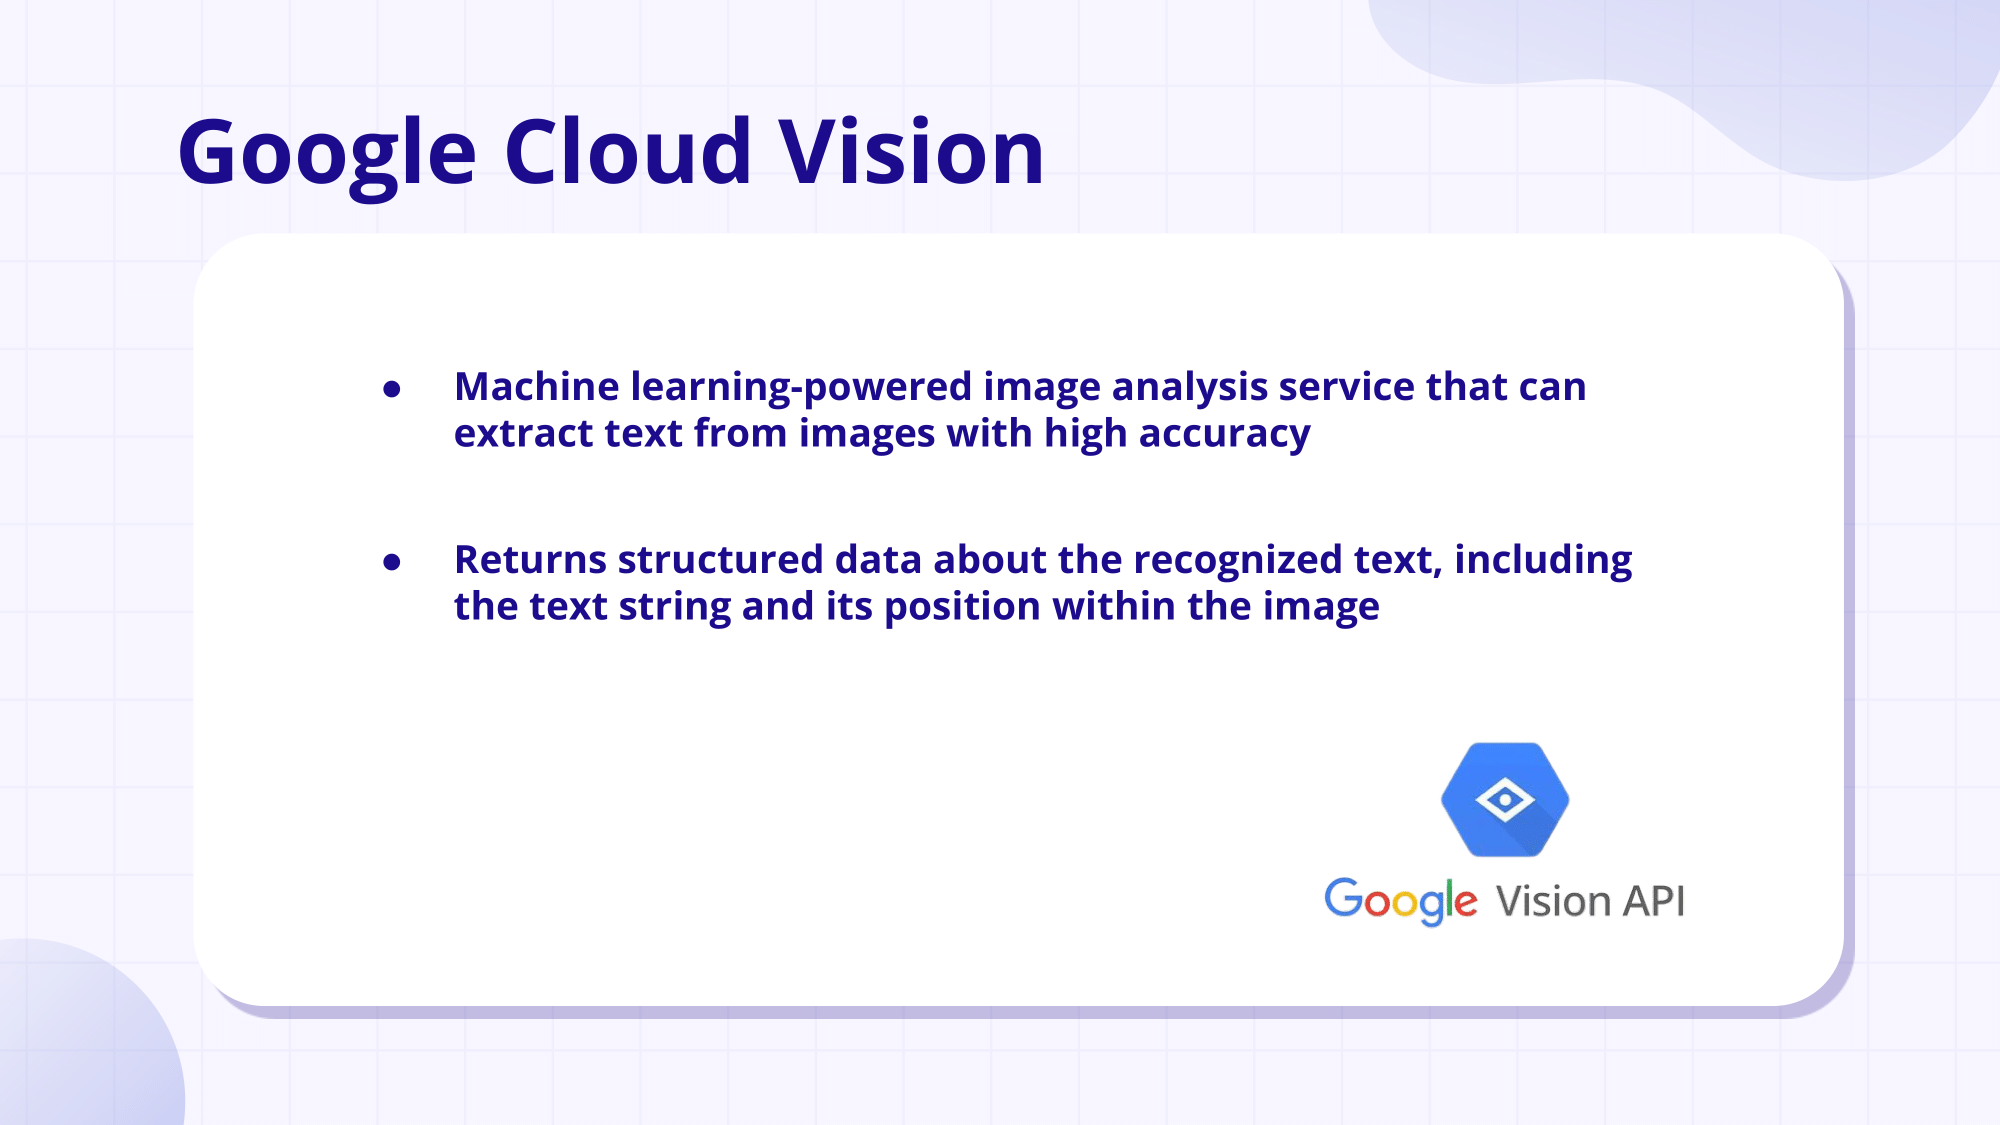 Google Cloud Vision
● Machine learning-powered image analysis service that can
extract text from images with high accuracy
● Returns structured data about the recognized text, including
the text string and its position within the image
Google Vision API